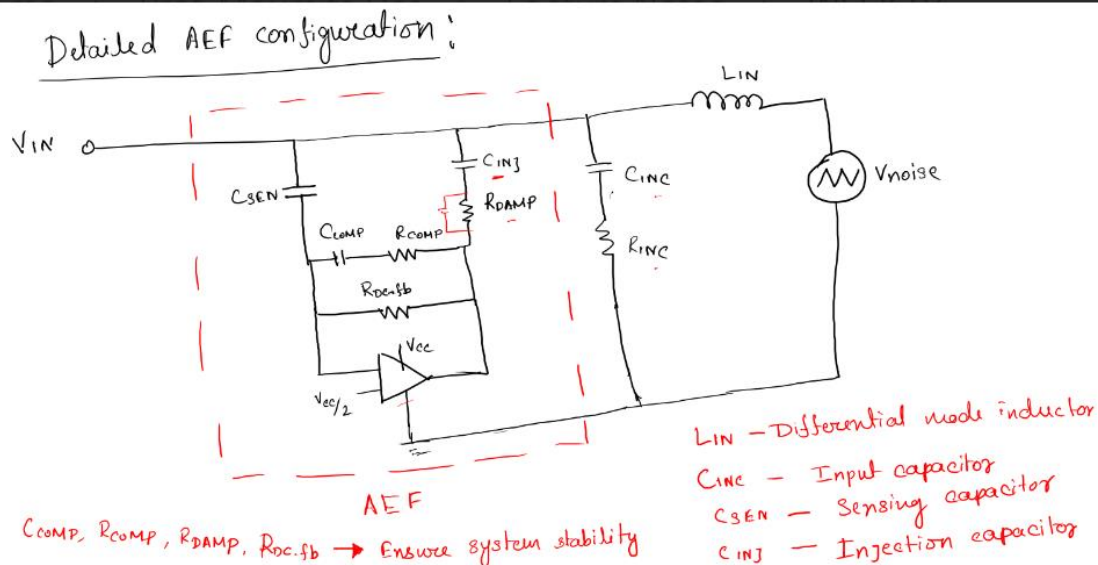 Detailed AEF configuration:
LIN
VIN
CINJ
CINC
Vnoise
CSEN
RDAMP
CCOMP RCOMP
RINC
RDC.fb
Vcc
Vcc/2
LIN - Differential mode inductor
CINC - Input capacitor
AEF
CSEN - Sensing capacitor
CCOMP, RCOMP, RDAMP, RDC.fb → Ensure system stability
CINJ - Injection capacitor